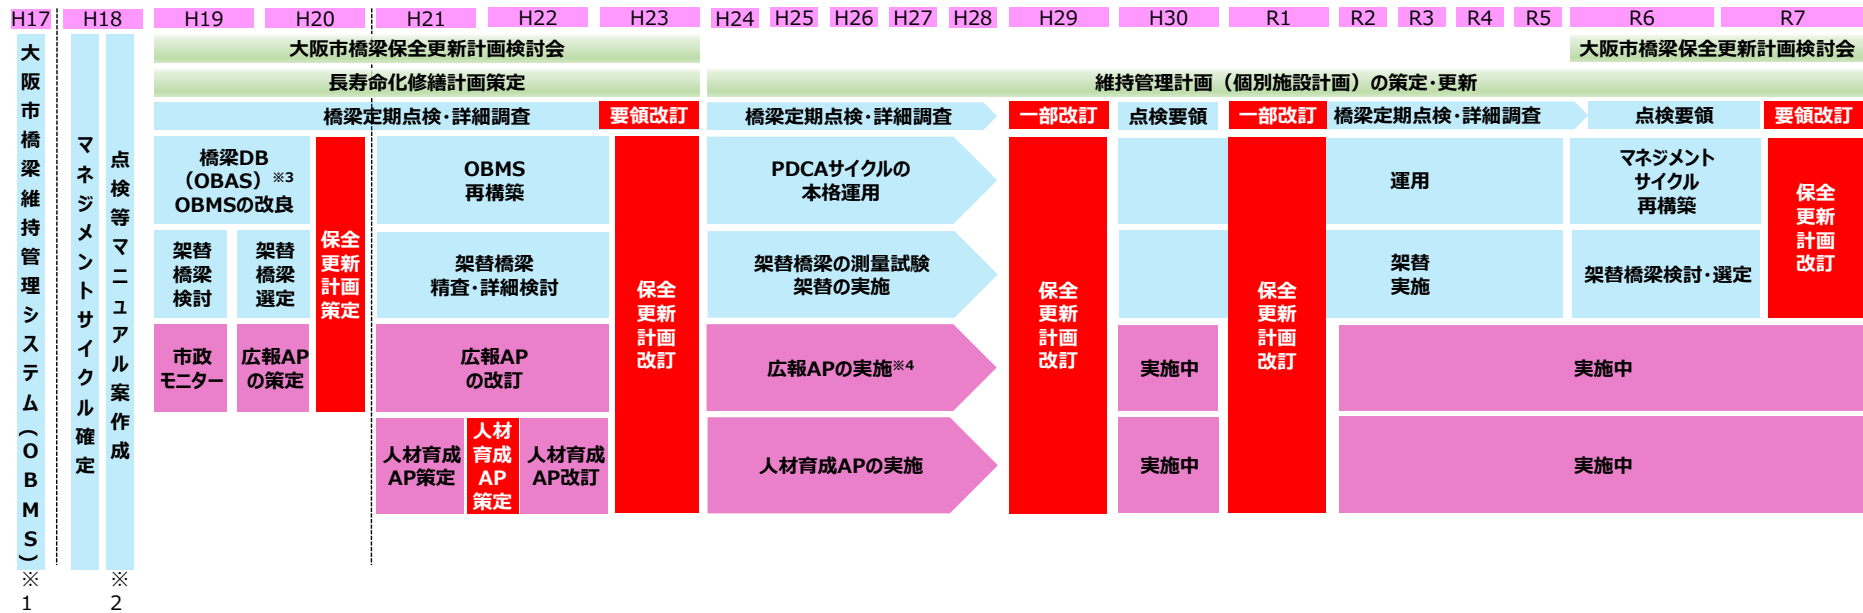 H17
H18
H19
H20
H21
H22
H23
H24
H25
H26
H27
H28
H29
H30
R1
R2
R3
R4
R5
R6
R7
大阪市橋梁維持管理システム（OBMS）
※
1
マネジメントサイクル確定
点検等マニュアル案作成
※
2
大阪市橋梁保全更新計画検討会
大阪市橋梁保全更新計画検討会
長寿命化修繕計画策定
維持管理計画（個別施設計画）の策定・更新
橋梁定期点検・詳細調査
要領改訂
橋梁定期点検・詳細調査
一部改訂
点検要領
一部改訂
橋梁定期点検・詳細調査
点検要領
要領改訂
橋梁DB
（OBAS）※3
OBMSの改良
架替
橋梁
検討
架替
橋梁
選定
市政
モニター
広報AP
の策定
保全
更新
計画
策定
OBMS
再構築
架替橋梁
精査・詳細検討
広報AP
の改訂
人材育成
AP策定
人材
育成
AP
策定
人材育成
AP改訂
保全
更新
計画
改訂
PDCAサイクルの
本格運用
架替橋梁の測量試験
架替の実施
広報APの実施※4
人材育成APの実施
保全
更新
計画
改訂
実施中
実施中
保全
更新
計画
改訂
運用
架替
実施
実施中
実施中
マネジメント
サイクル
再構築
架替橋梁検討・選定
保全
更新
計画
改訂